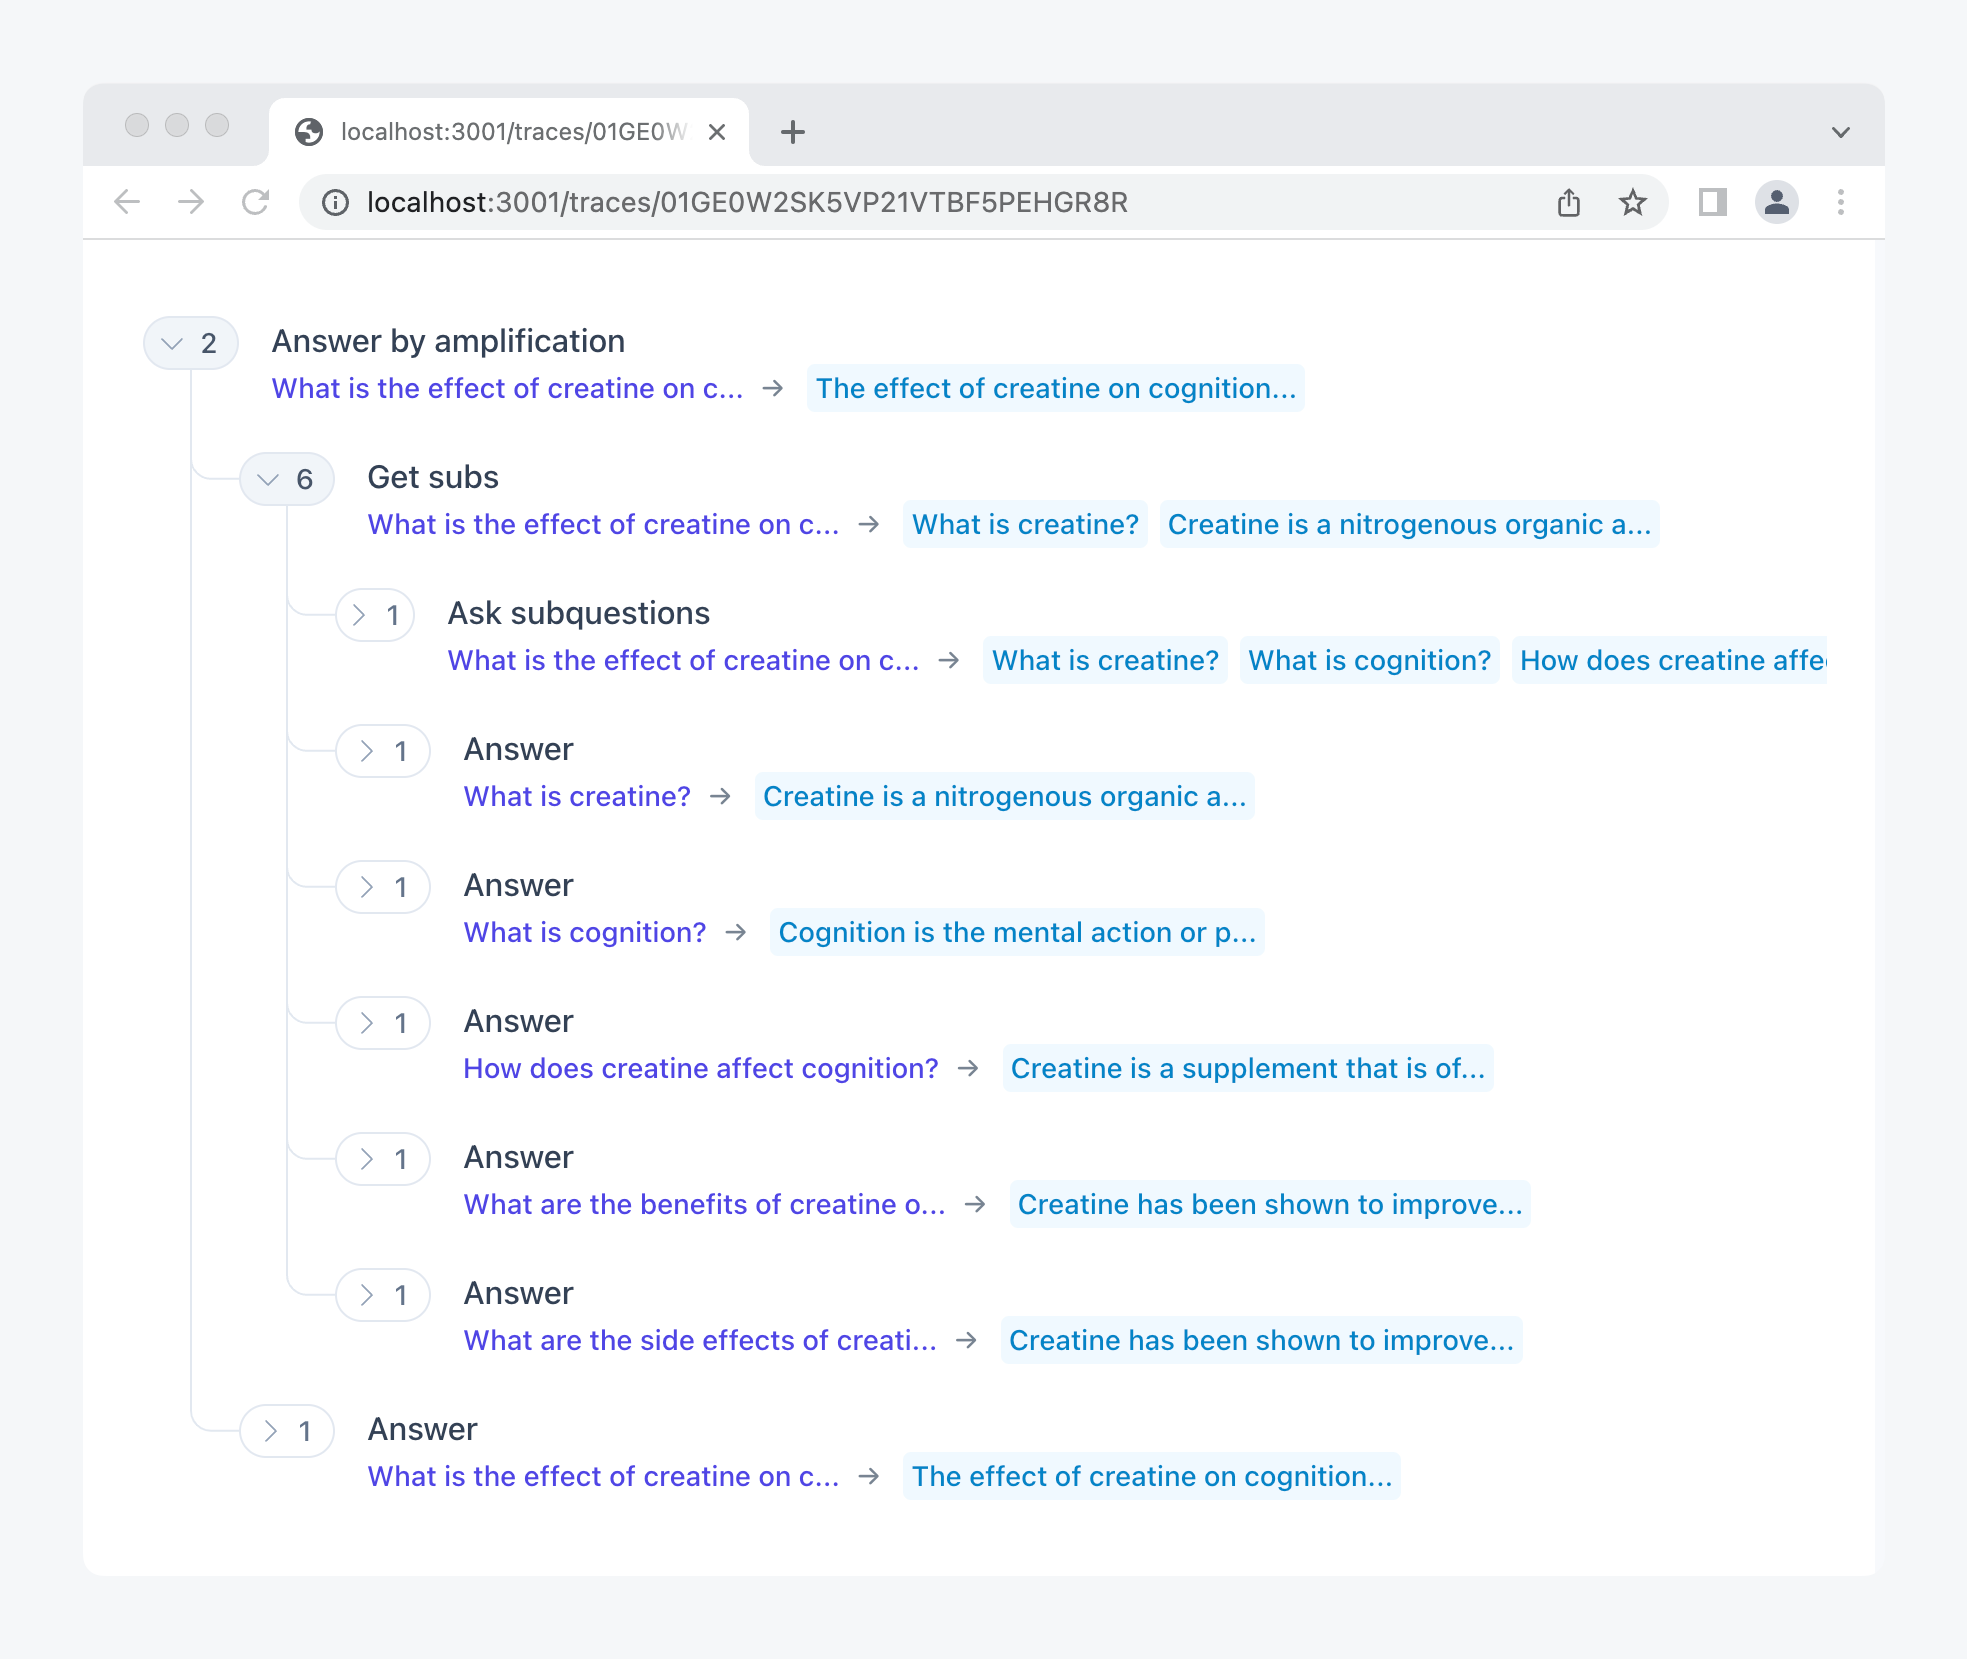 localhost:3001/traces/01GE0W
localhost:3001/traces/01GE0W2SK5VP21VTBF5PEHGR8R
2 Answer by amplification
What is the effect of creatine on c... → The effect of creatine on cognition...
6 Get subs
What is the effect of creatine on c... → What is creatine? Creatine is a nitrogenous organic a...
1 Ask subquestions
What is the effect of creatine on c... → What is creatine? What is cognition? How does creatine affe
1 Answer
What is creatine? → Creatine is a nitrogenous organic a...
1 Answer
What is cognition? → Cognition is the mental action or p...
1 Answer
How does creatine affect cognition? → Creatine is a supplement that is of...
1 Answer
What are the benefits of creatine o... → Creatine has been shown to improve...
1 Answer
What are the side effects of creati... → Creatine has been shown to improve...
1 Answer
What is the effect of creatine on c... → The effect of creatine on cognition...